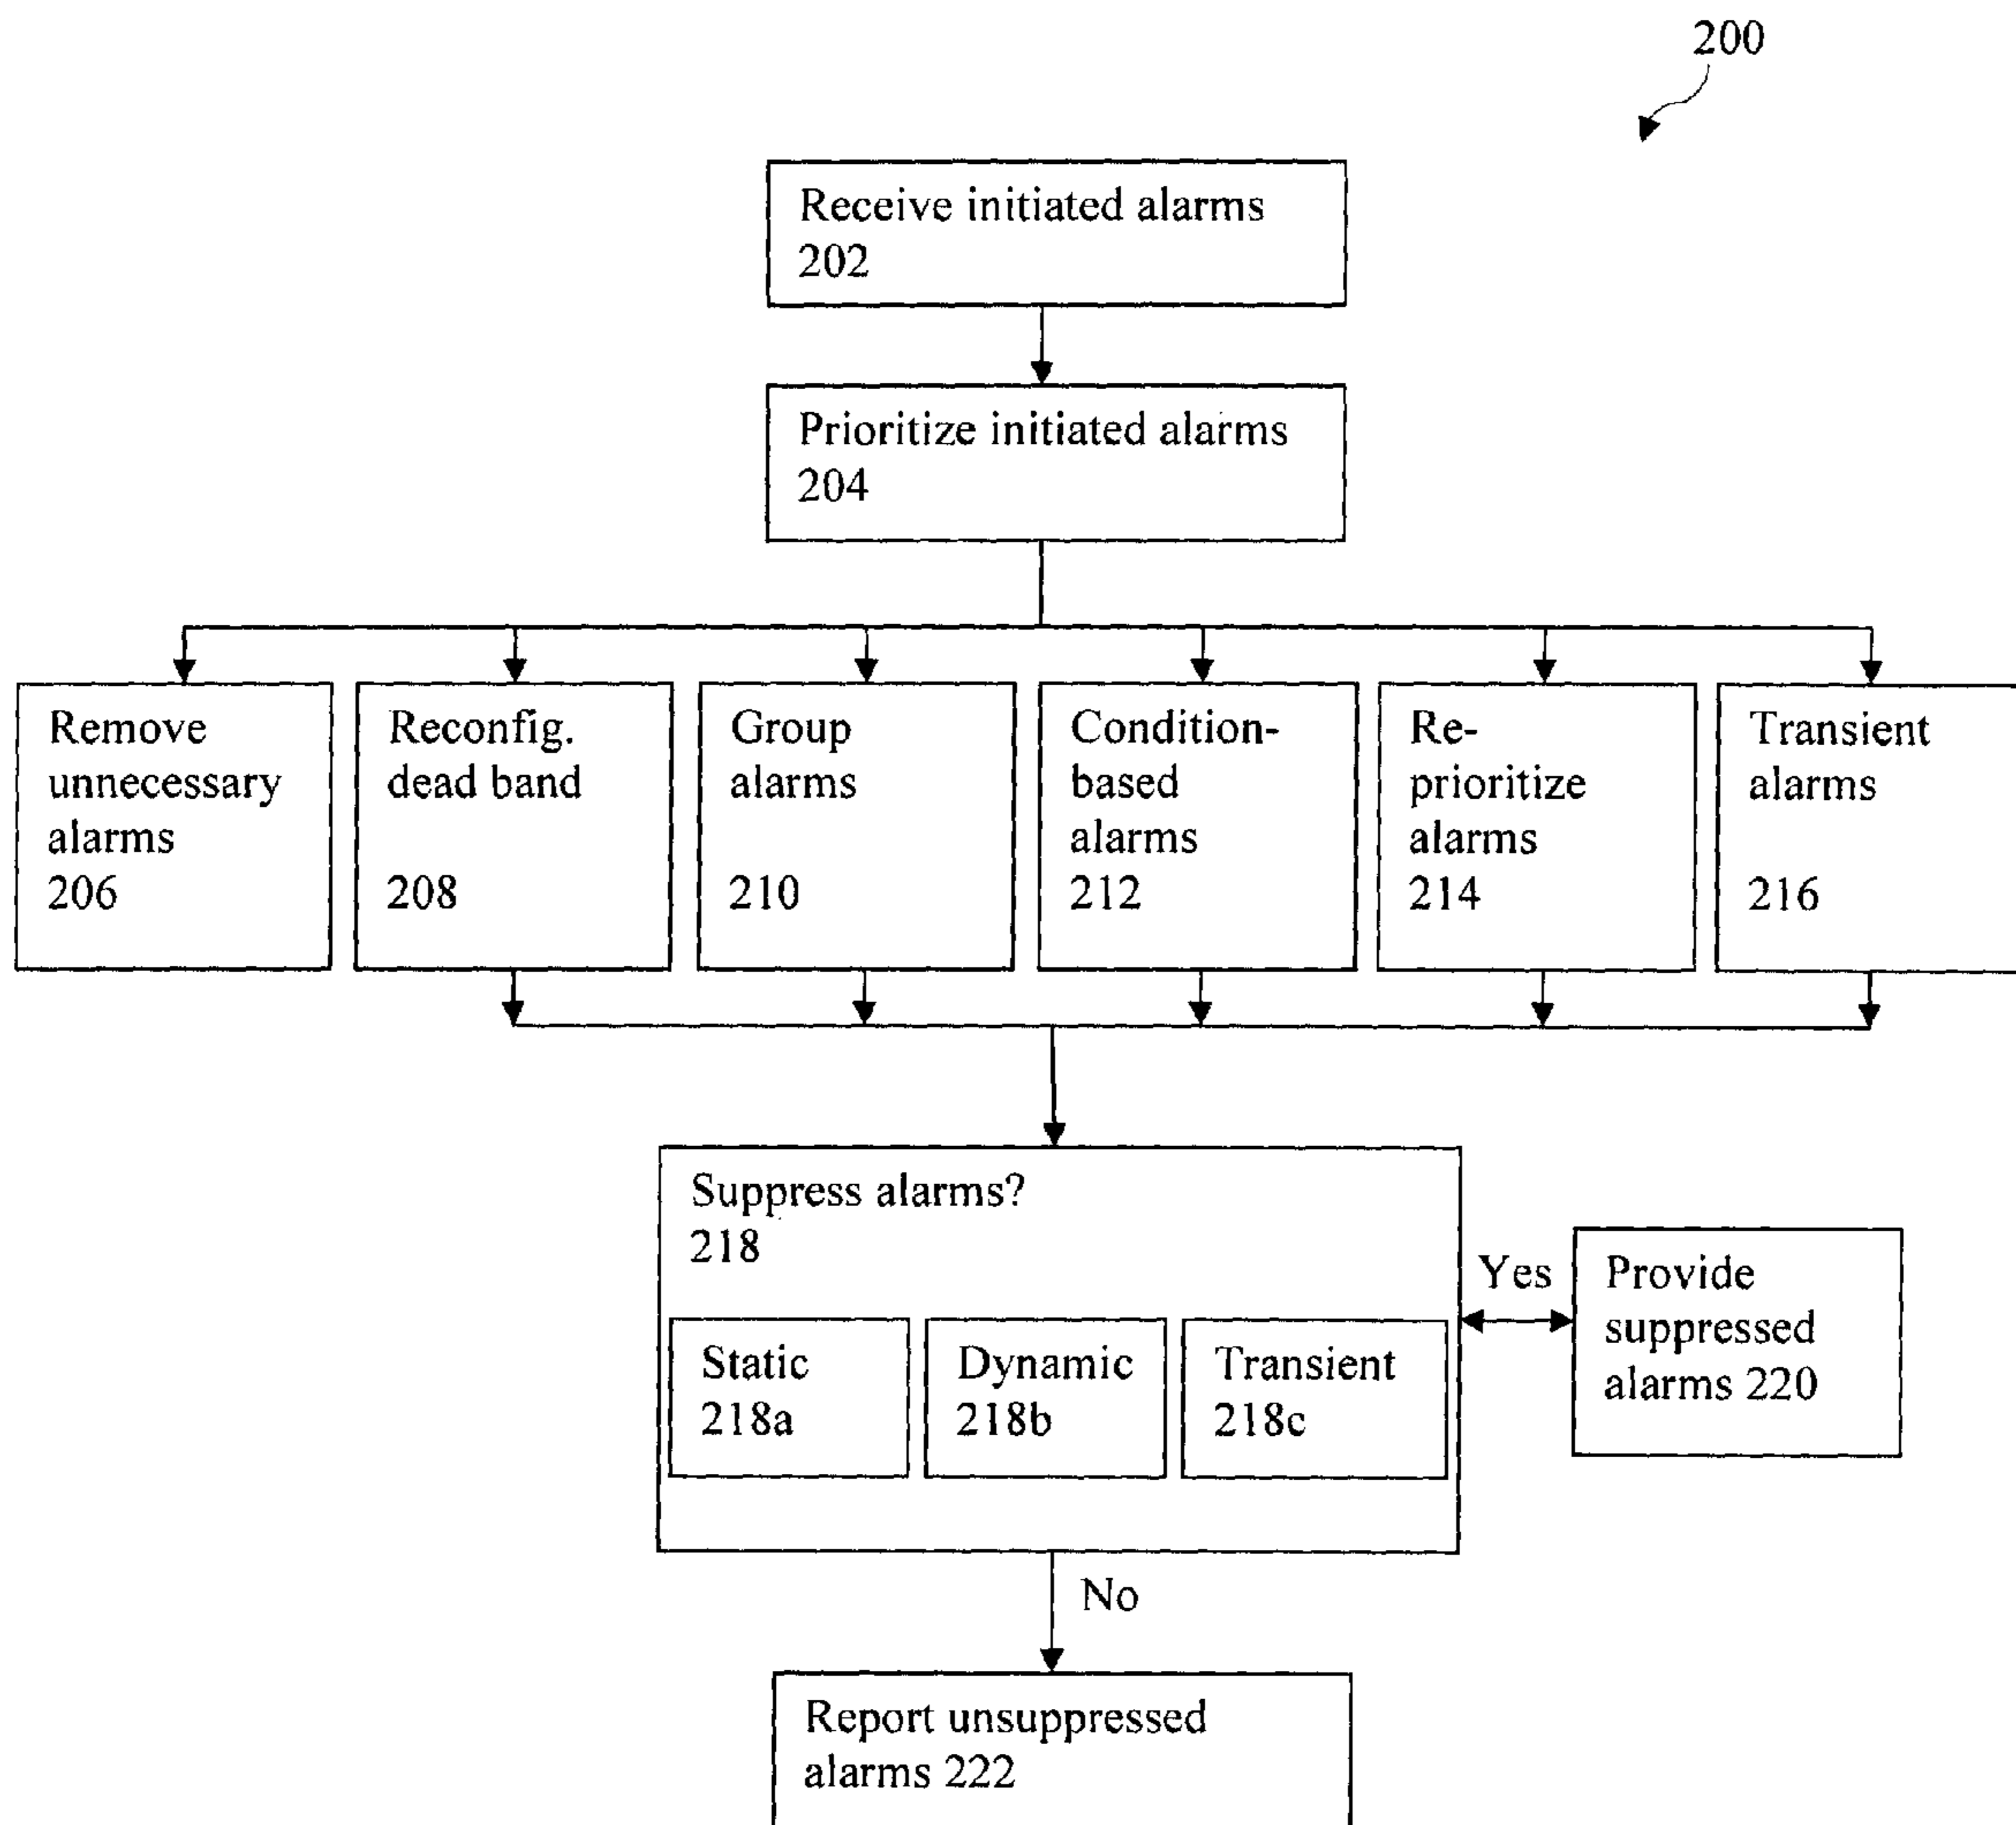 200
Receive initiated alarms
202
Prioritize initiated alarms
204
Remove
unnecessary
alarms
206
Reconfig.
dead band
208
Group
alarms
210
Condition-
based
alarms
212
Re-
prioritize
alarms
214
Transient
alarms
216
Suppress alarms?
218
Static
218a
Dynamic
218b
Transient
218c
Yes
Provide
suppressed
alarms 220
No
Report unsuppressed
alarms 222